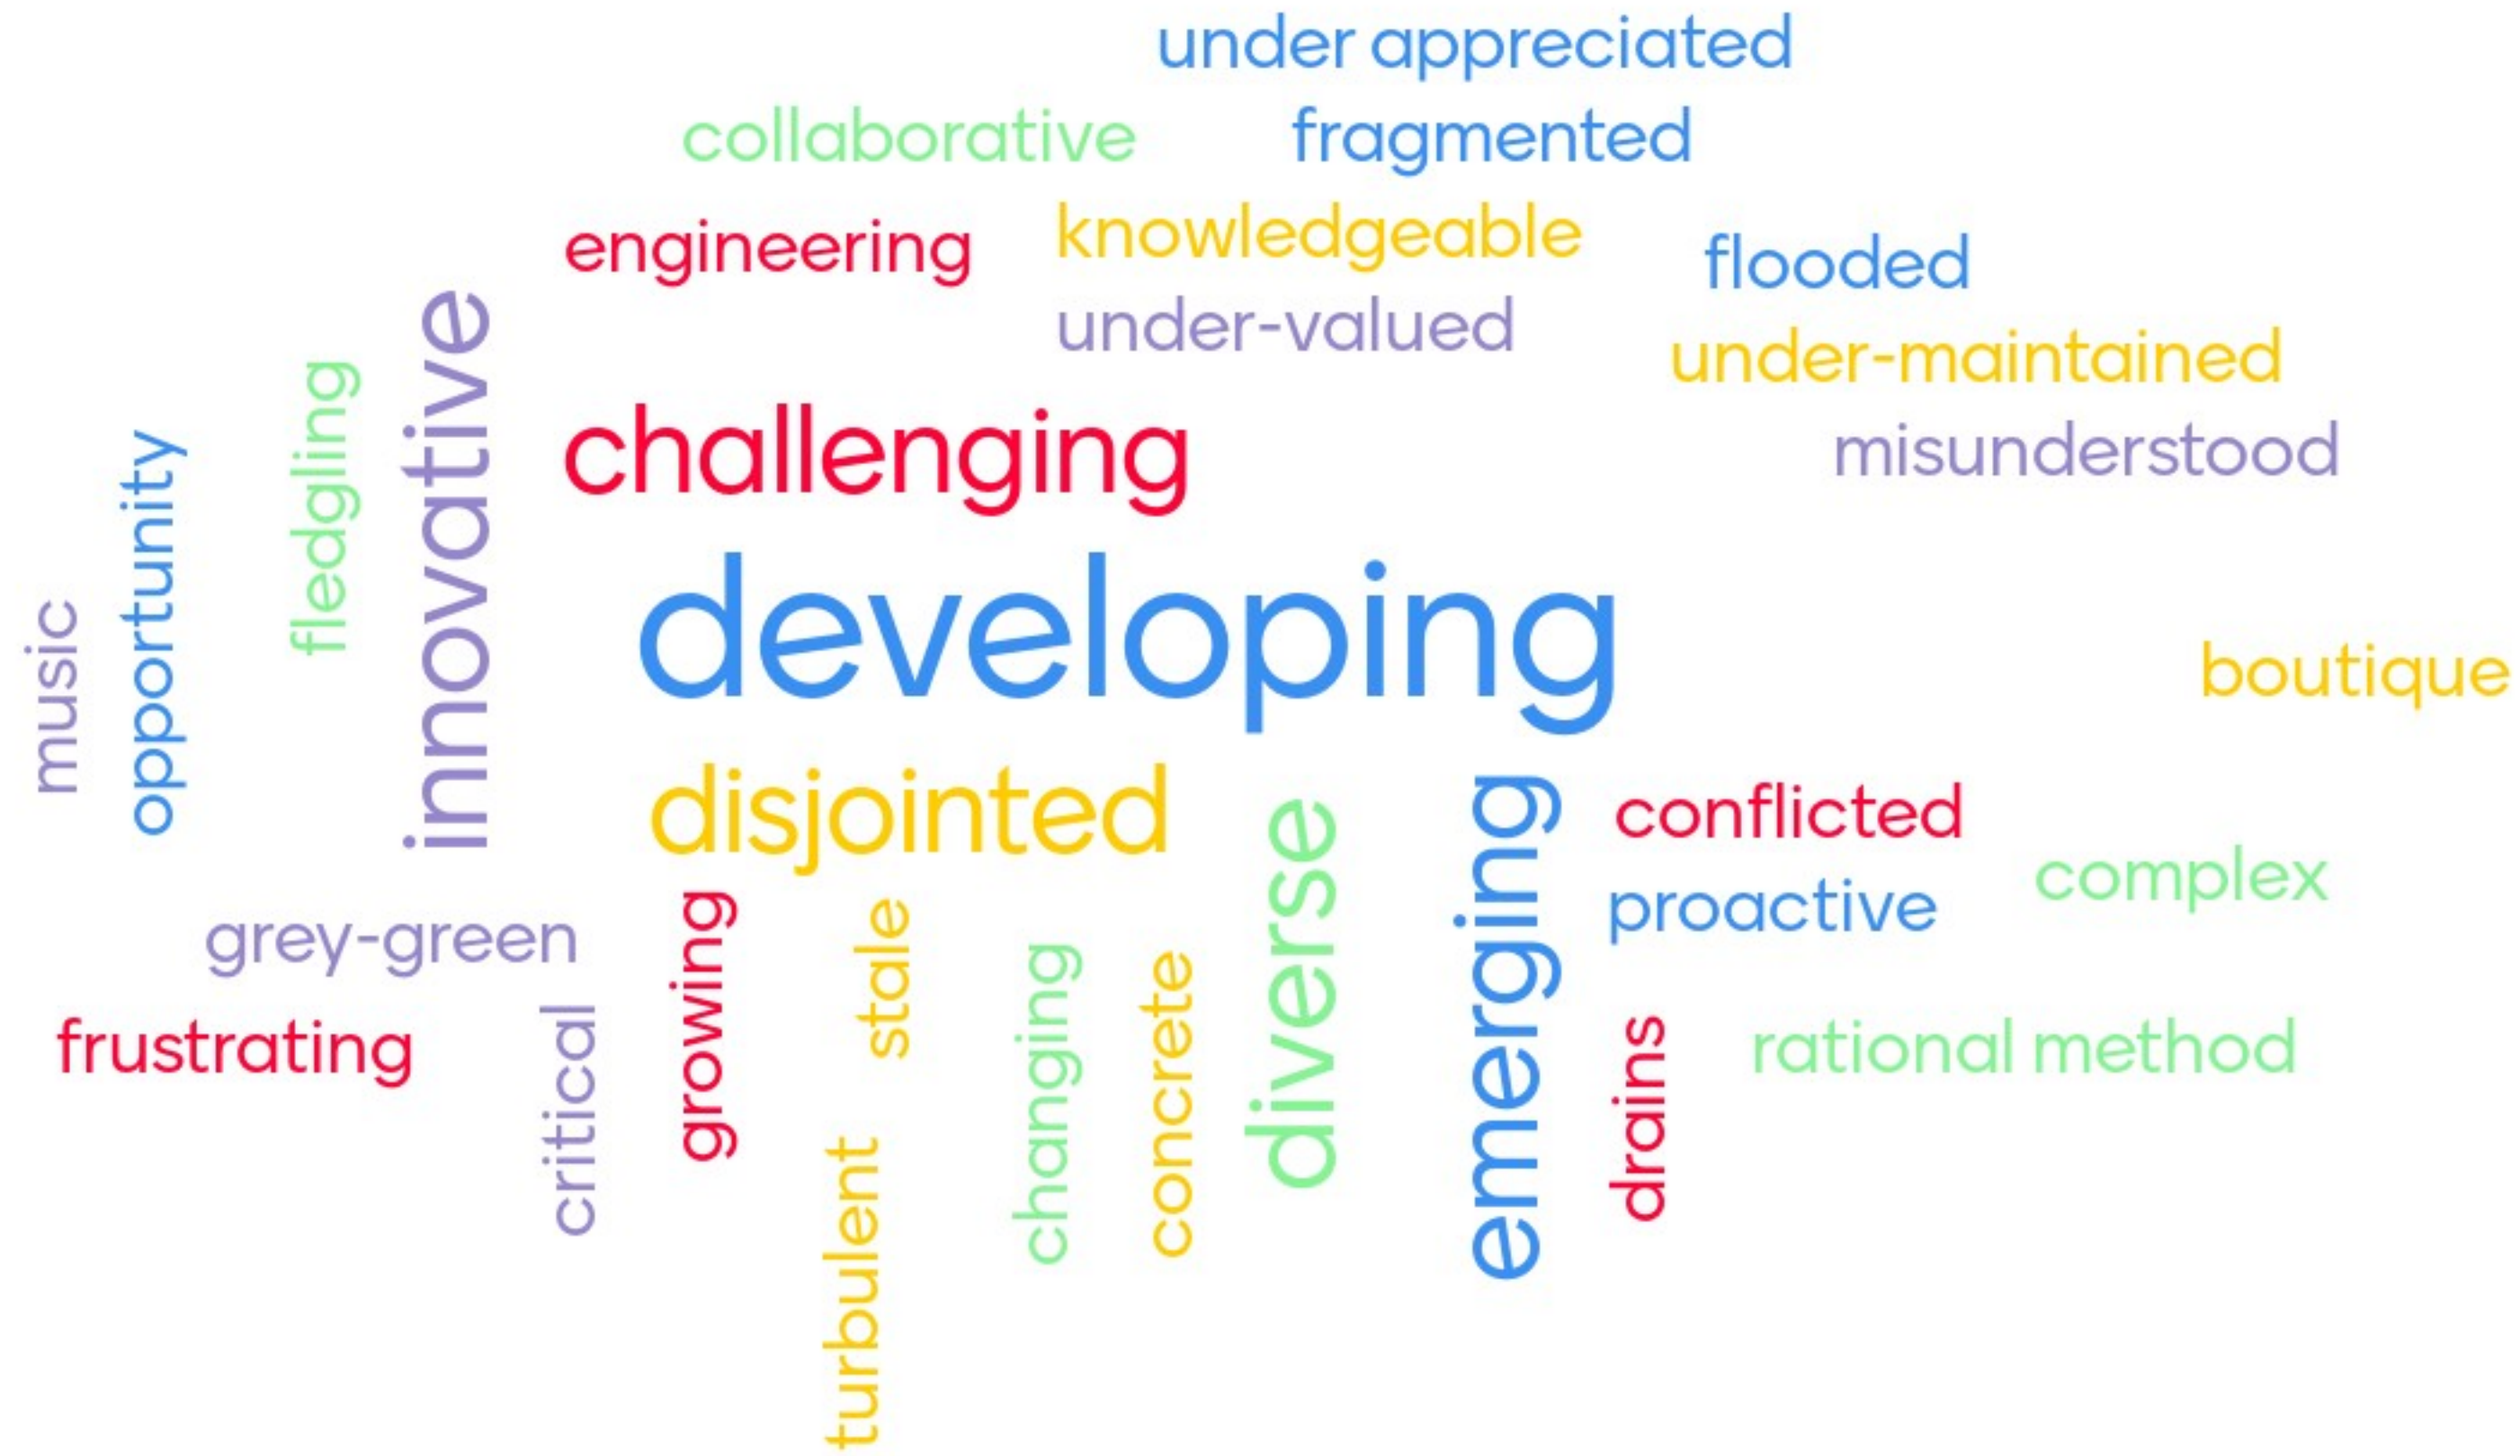 under appreciated
collaborative
fragmented
engineering
knowledgeable
flooded
under-valued
under-maintained
misunderstood
challenging
innovative
fledgling
opportunity
music
developing
boutique
disjointed
diverse
emerging
conflicted
complex
proactive
grey-green
growing
stale
changing
concrete
frustrating
critical
drains
rational method
turbulent